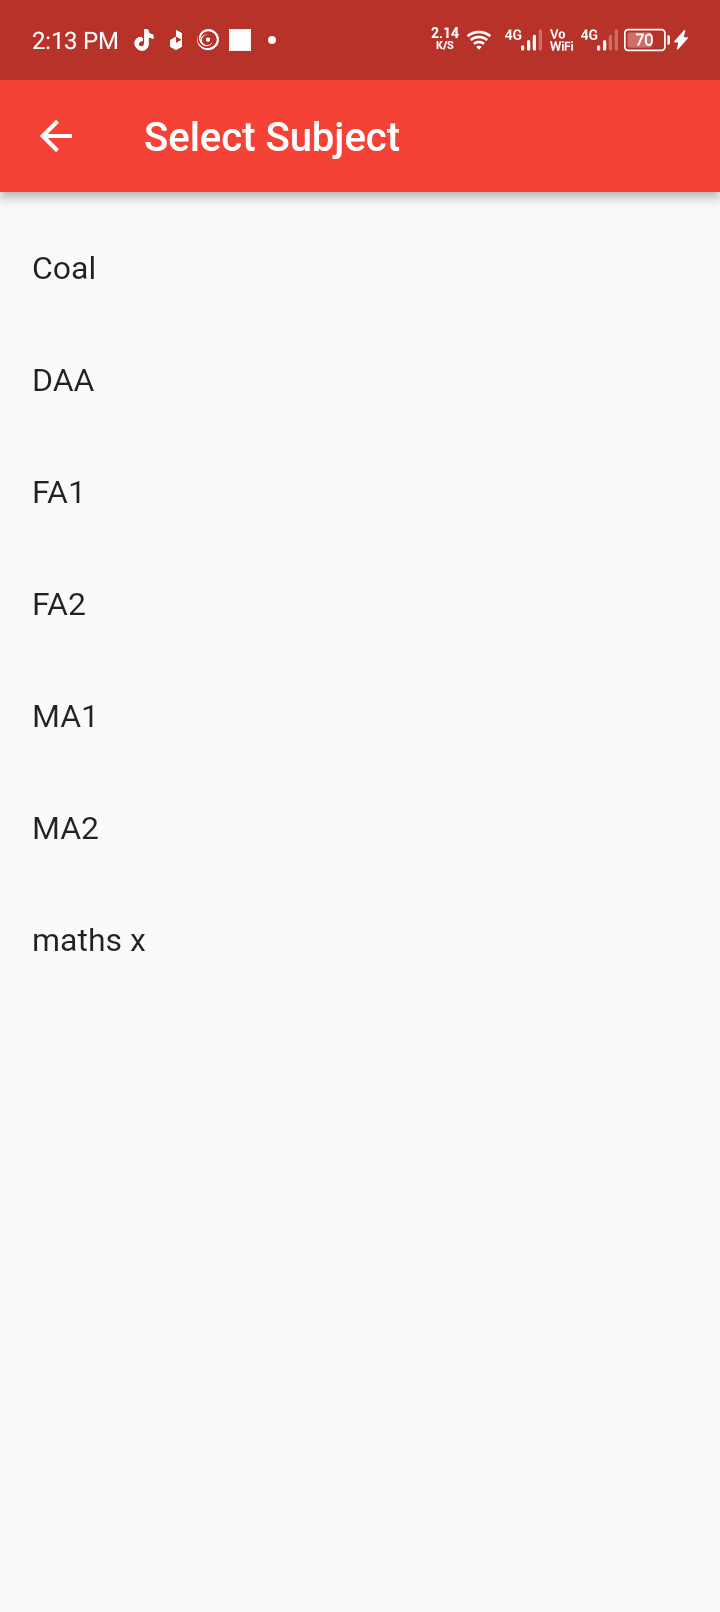 2:13 PM 2.14 K/S 4G Vo WiFi 4G 70
Select Subject
Coal
DAA
FA1
FA2
MA1
MA2
maths x